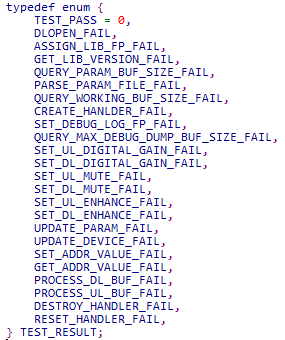 typedef enum {
TEST_PASS = 0,
DLOPEN_FAIL,
ASSIGN_LIB_FP_FAIL,
GET_LIB_VERSION_FAIL,
QUERY_PARAM_BUF_SIZE_FAIL,
PARSE_PARAM_FILE_FAIL,
QUERY_WORKING_BUF_SIZE_FAIL,
CREATE_HANLDER_FAIL,
SET_DEBUG_LOG_FP_FAIL,
QUERY_MAX_DEBUG_DUMP_BUF_SIZE_FAIL,
SET_UL_DIGITAL_GAIN_FAIL,
SET_DL_DIGITAL_GAIN_FAIL,
SET_UL_MUTE_FAIL,
SET_DL_MUTE_FAIL,
SET_UL_ENHANCE_FAIL,
SET_DL_ENHANCE_FAIL,
UPDATE_PARAM_FAIL,
UPDATE_DEVICE_FAIL,
SET_ADDR_VALUE_FAIL,
GET_ADDR_VALUE_FAIL,
PROCESS_DL_BUF_FAIL,
PROCESS_UL_BUF_FAIL,
DESTROY_HANDLER_FAIL,
RESET_HANDLER_FAIL,
} TEST_RESULT;